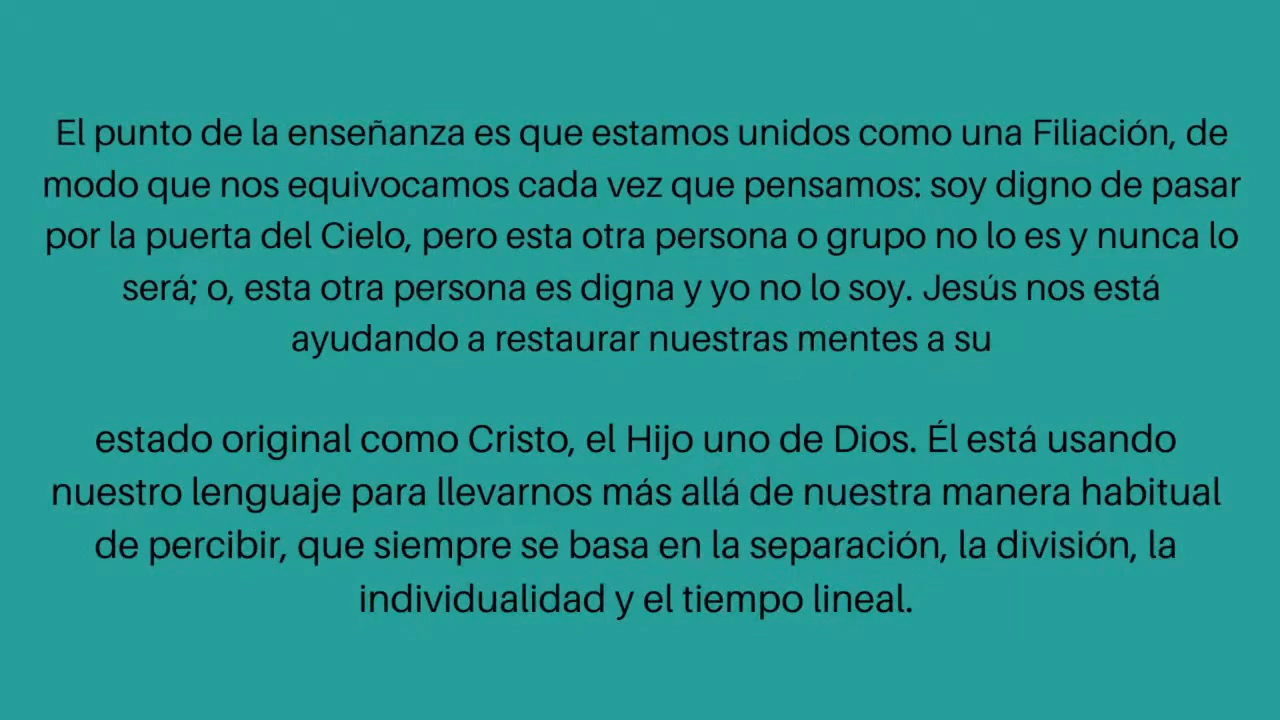 El punto de la enseñanza es que estamos unidos como una Filiación, de
modo que nos equivocamos cada vez que pensamos: soy digno de pasar
por la puerta del Cielo, pero esta otra persona o grupo no lo es y nunca lo
será; o, esta otra persona es digna y yo no lo soy. Jesús nos está
ayudando a restaurar nuestras mentes a su
estado original como Cristo, el Hijo uno de Dios. Él está usando
nuestro lenguaje para llevarnos más allá de nuestra manera habitual
de percibir, que siempre se basa en la separación, la división, la
individualidad y el tiempo lineal.